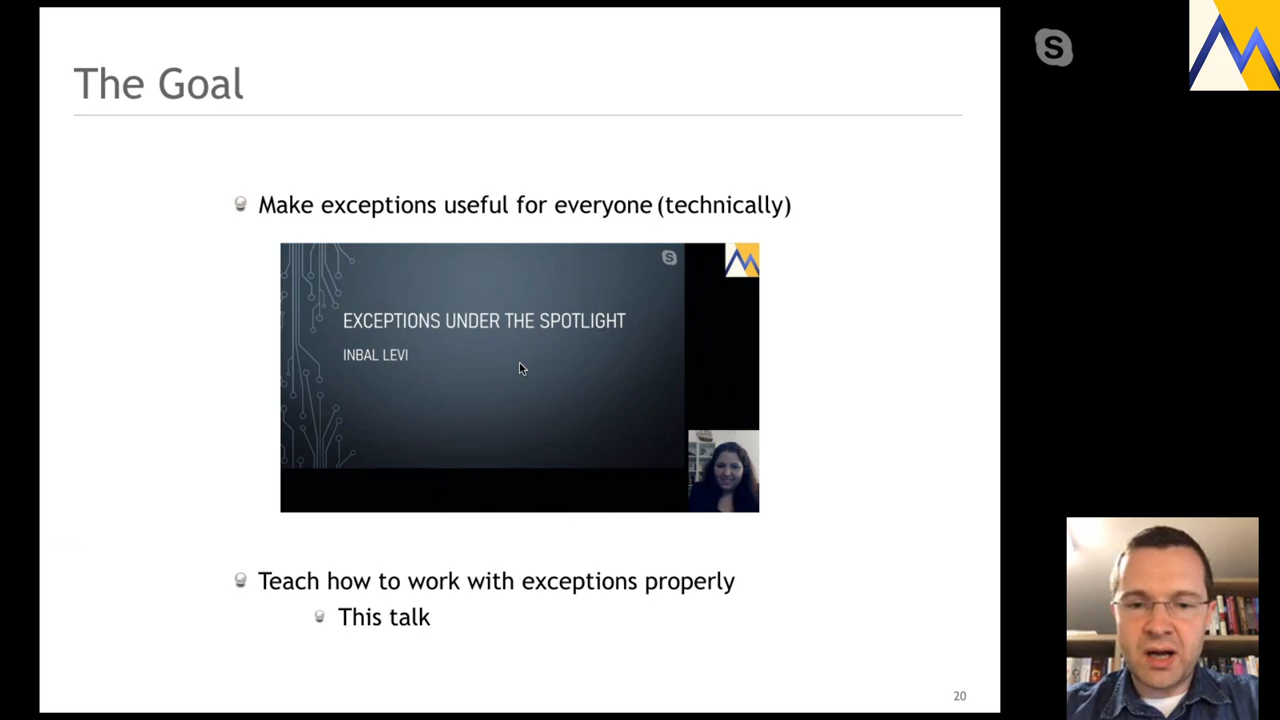 The Goal
Make exceptions useful for everyone (technically)
EXCEPTIONS UNDER THE SPOTLIGHT
INBAL LEVI
Teach how to work with exceptions properly
This talk
20